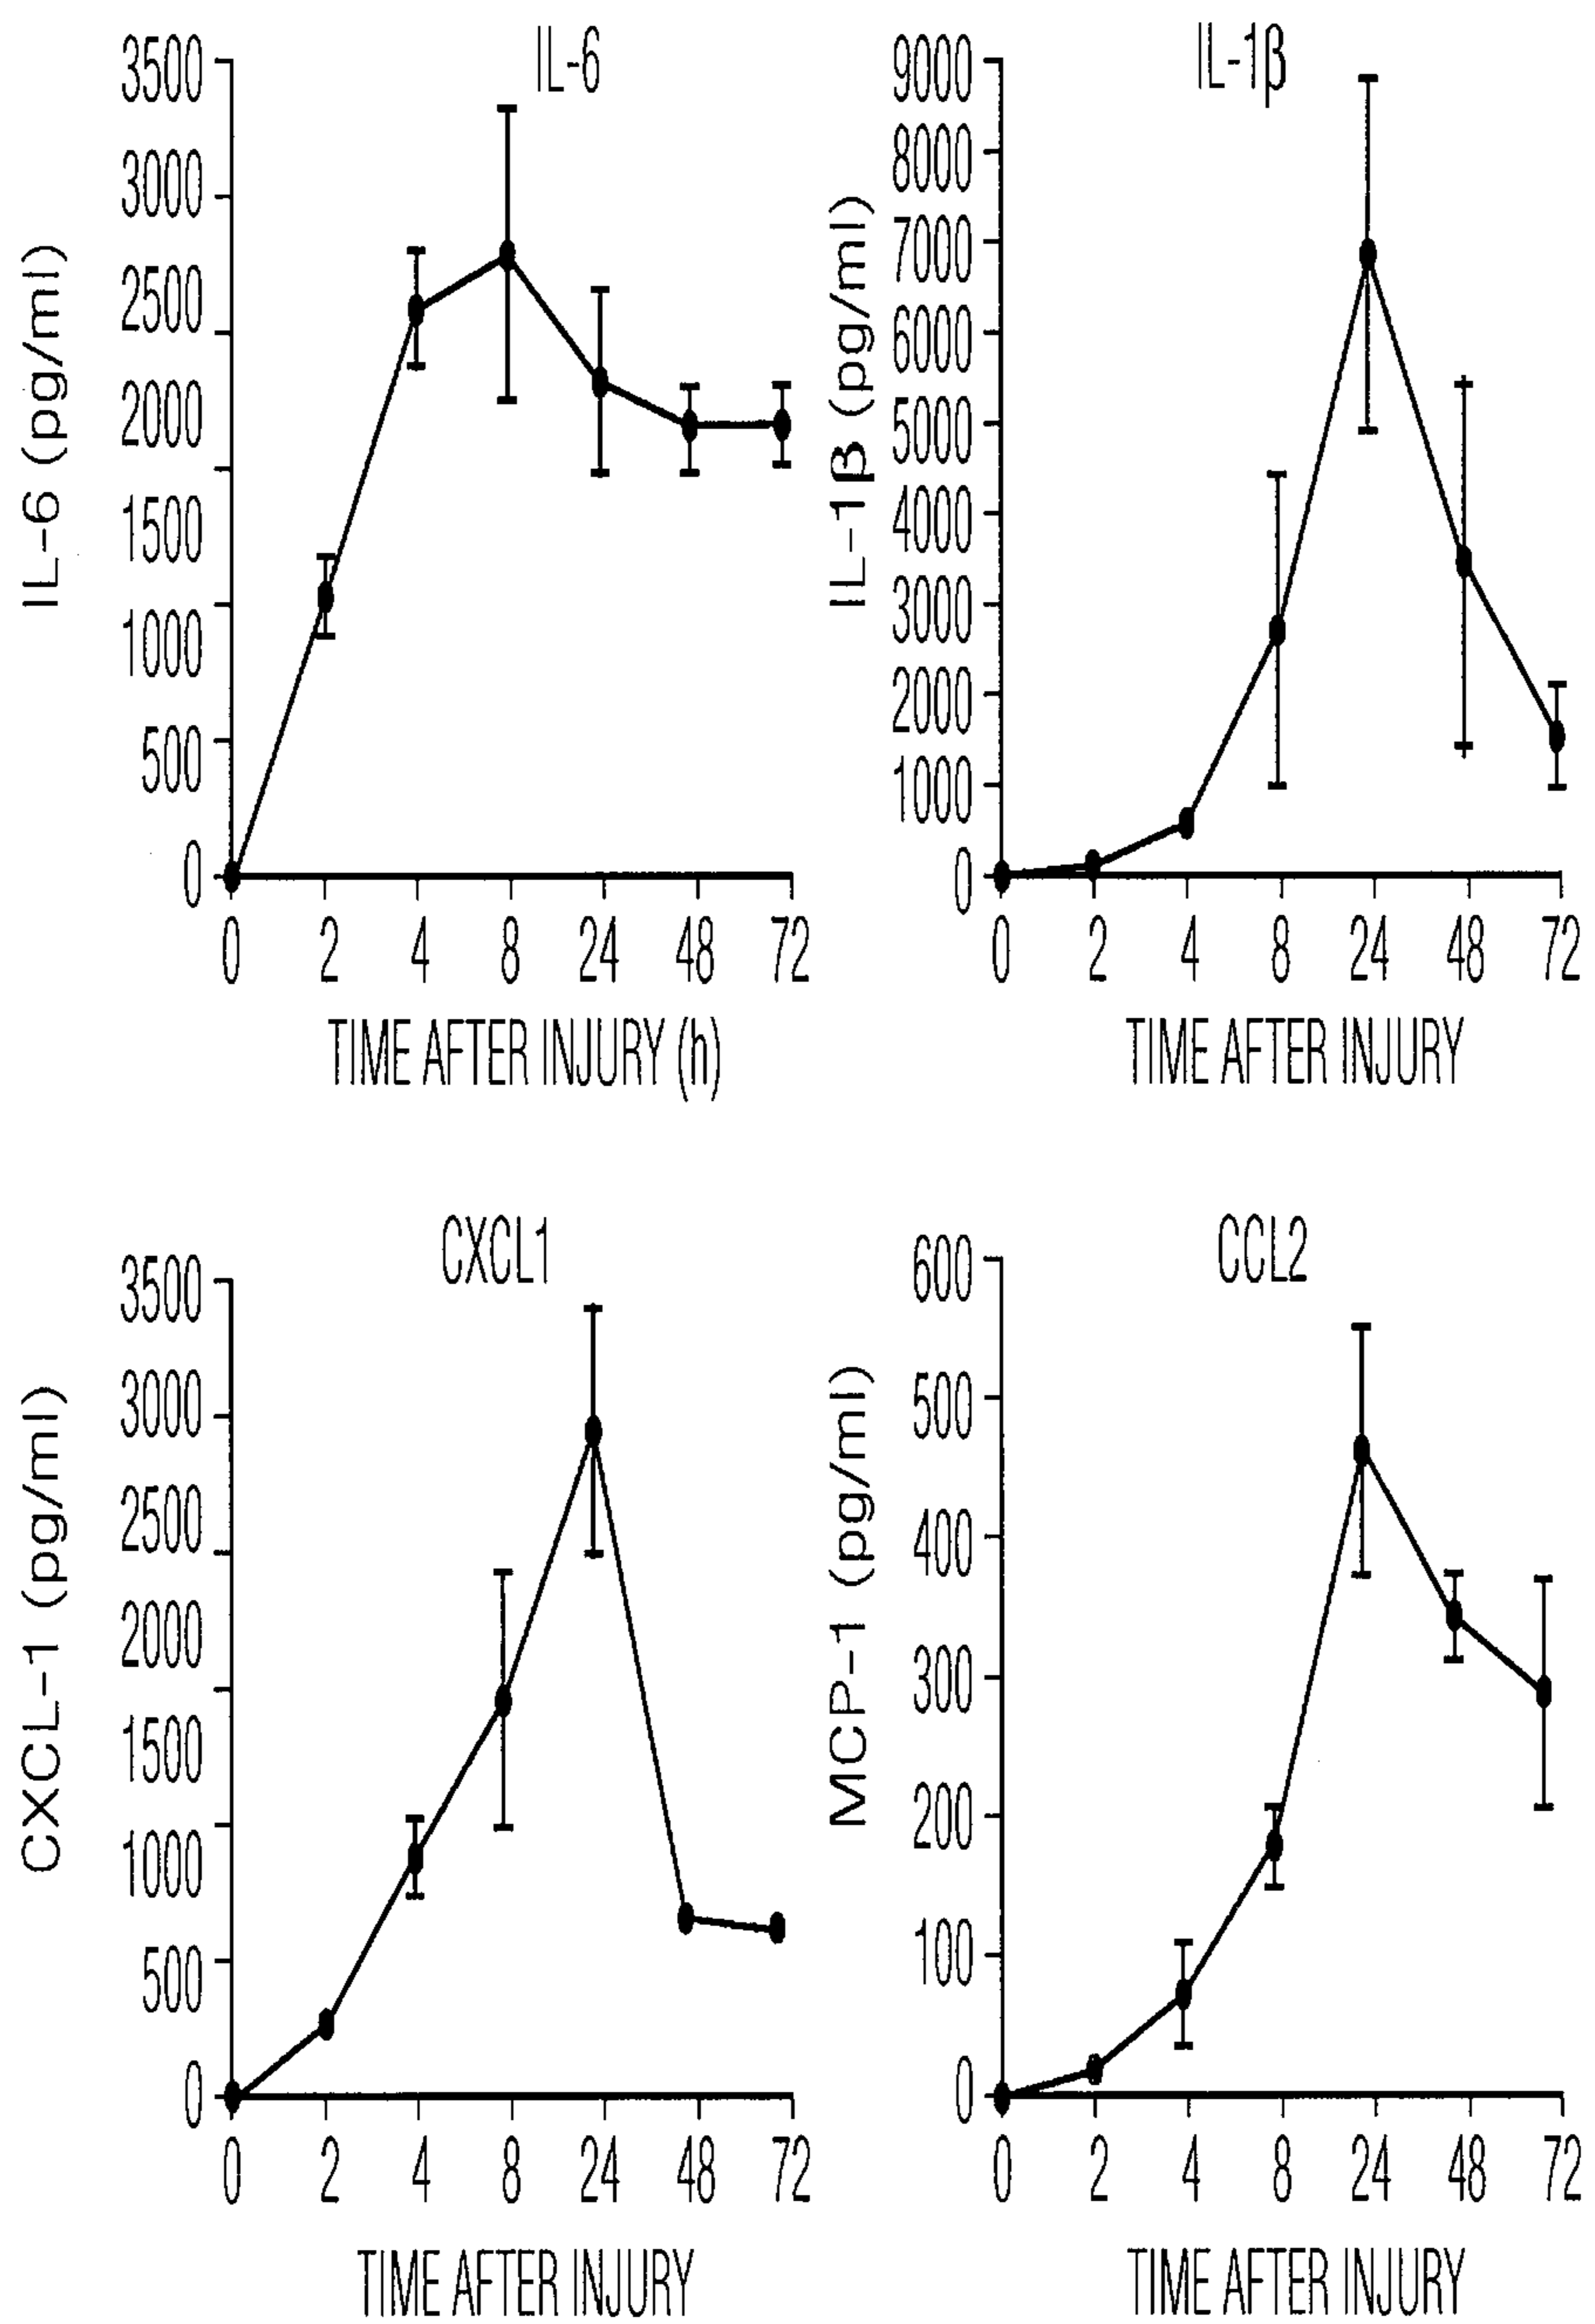 IL-6
IL-6 (pg/ml)
3500
3000
2500
2000
1500
1000
500
0
0 2 4 8 24 48 72
TIME AFTER INJURY (h)
IL-1β
IL-1β (pg/ml)
9000
8000
7000
6000
5000
4000
3000
2000
1000
0
0 2 4 8 24 48 72
TIME AFTER INJURY
CXCL1
CXCL-1 (pg/ml)
3500
3000
2500
2000
1500
1000
500
0
0 2 4 8 24 48 72
TIME AFTER INJURY
CCL2
MCP-1 (pg/ml)
600
500
400
300
200
100
0
0 2 4 8 24 48 72
TIME AFTER INJURY